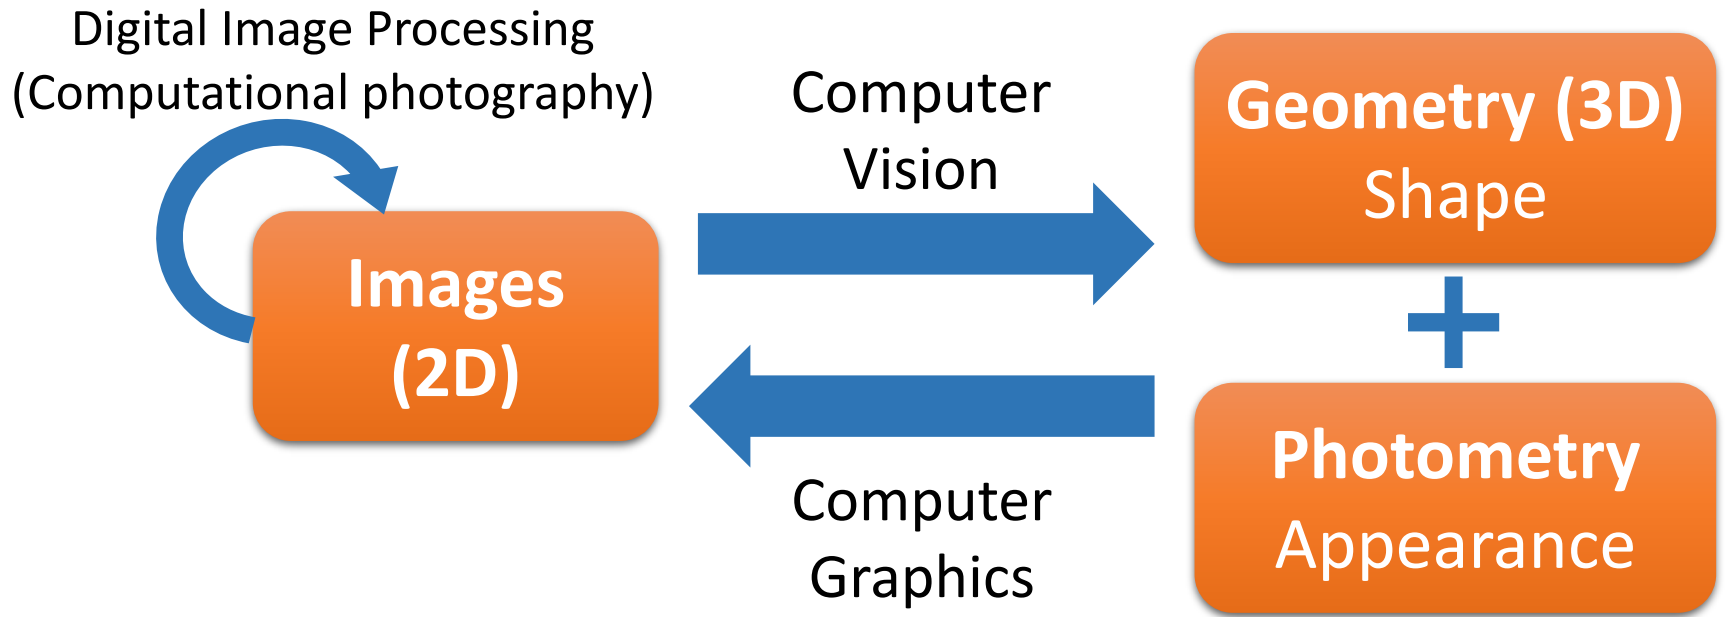 Digital Image Processing
(Computational photography)
Images
(2D)
Computer
Vision
Computer
Graphics
Geometry (3D)
Shape
+
Photometry
Appearance